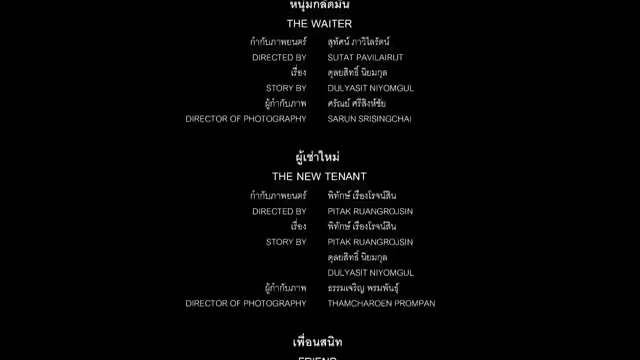 หนุ่มกลัดมัน
THE WAITER
กำกับภาพยนตร์ สุทัศน์ ภาวิไลรัตน์
DIRECTED BY SUTAT PAVILAIRUT
เรื่อง ดุลยสิทธิ์ นิยมกุล
STORY BY DULYASIT NIYOMGUL
ผู้กำกับภาพ ศรัณย์ ศรีสิงห์ชัย
DIRECTOR OF PHOTOGRAPHY SARUN SRISINGCHAI
ผู้เช่าใหม่
THE NEW TENANT
กำกับภาพยนตร์ พิทักษ์ เรืองโรจน์สิน
DIRECTED BY PITAK RUANGROJSIN
เรื่อง พิทักษ์ เรืองโรจน์สิน
STORY BY PITAK RUANGROJSIN
ดุลยสิทธิ์ นิยมกุล
DULYASIT NIYOMGUL
ผู้กำกับภาพ ธรรมเจริญ พรมพันธุ์
DIRECTOR OF PHOTOGRAPHY THAMCHAROEN PROMPAN
เพื่อนสนิท
FRIEND